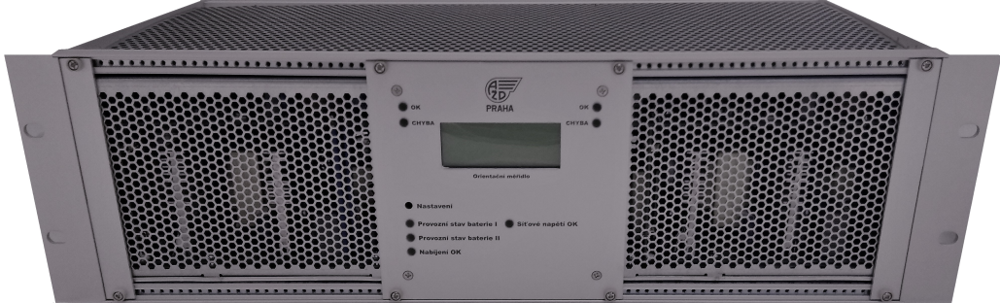 AŽD
PRAHA
OK
OK
CHYBA
CHYBA
Orientační měřidlo
Nastavení
Provozní stav baterie I
Síťové napětí OK
Provozní stav baterie II
Nabíjení OK